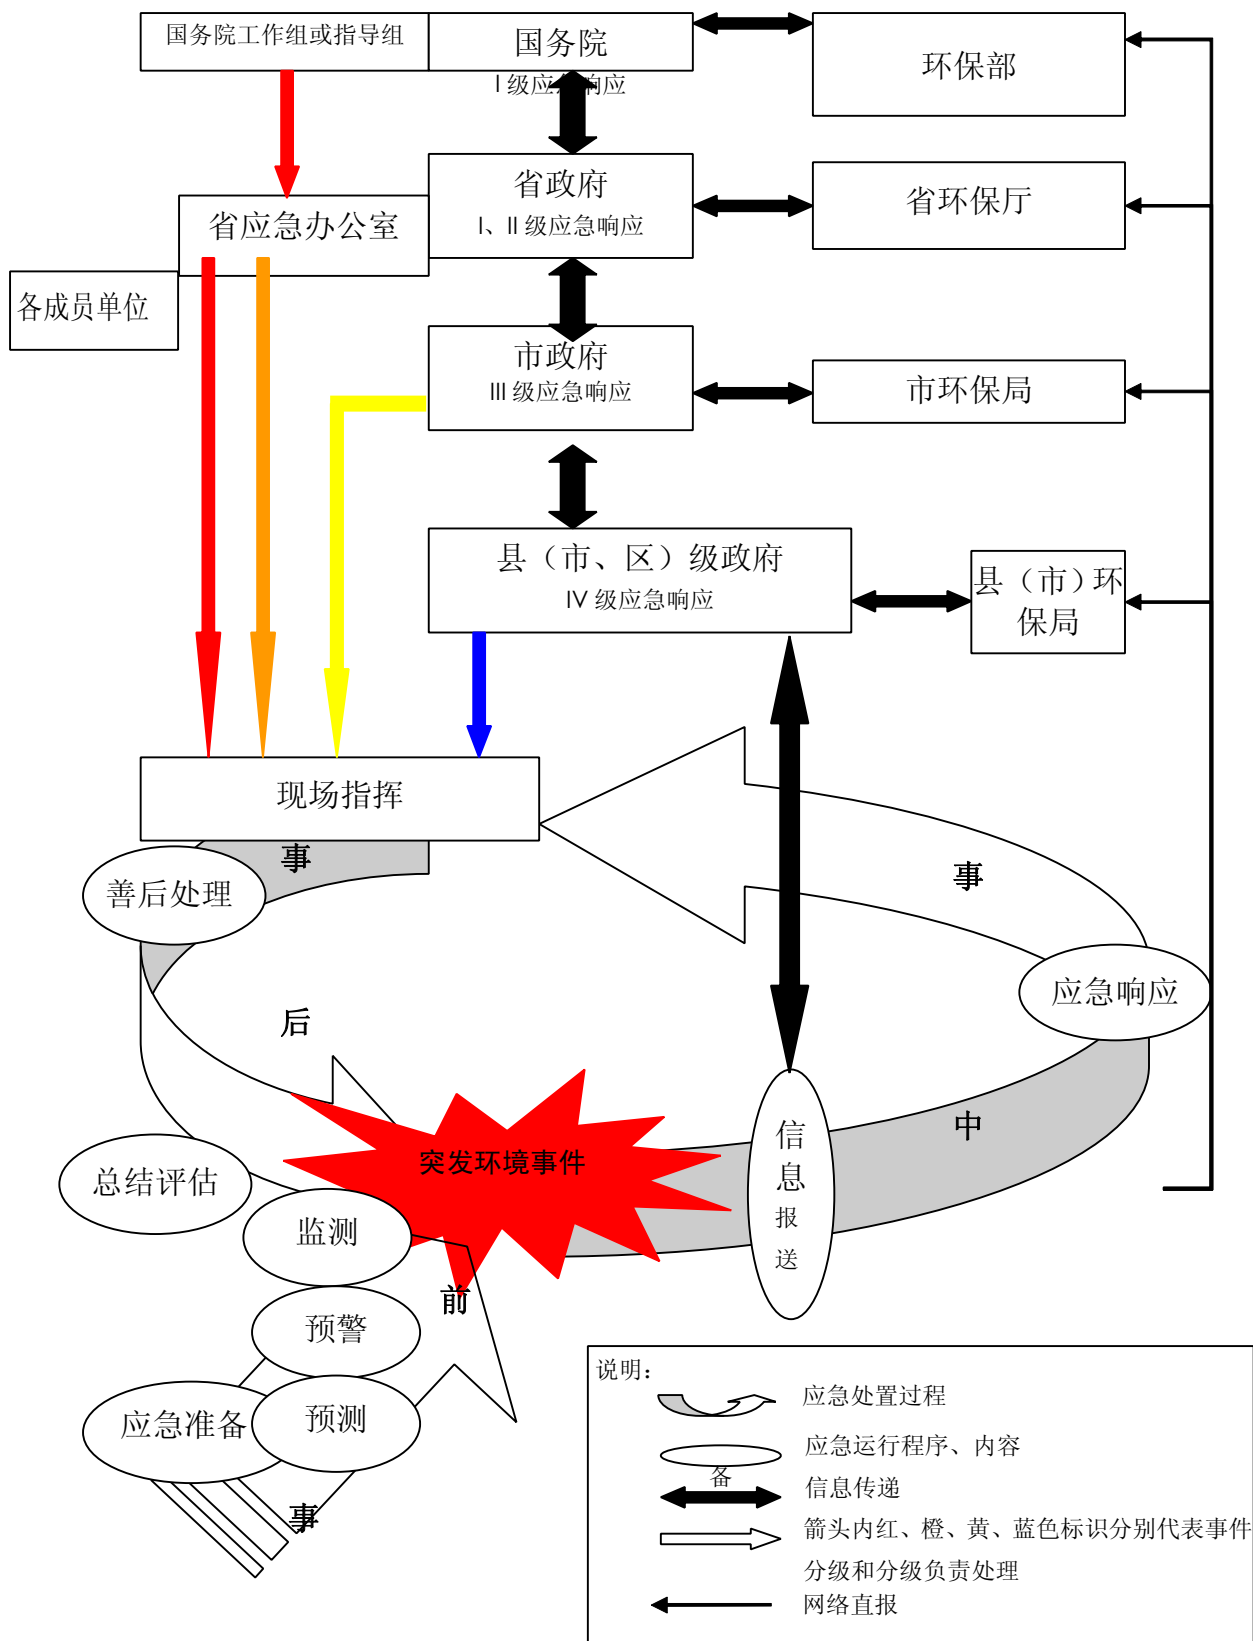 国务院工作组或指导组
国务院
I 级应急响应
环保部
省政府
I、II 级应急响应
省环保厅
省应急办公室
各成员单位
市政府
III 级应急响应
市环保局
县（市、区）级政府
IV 级应急响应
县（市）环
保局
现场指挥
事
善后处理
事
应急响应
后
中
信
息
报
送
突发环境事件
总结评估
监测
前
预警
应急准备
预测
事
说明：
应急处置过程
应急运行程序、内容
备
信息传递
箭头内红、橙、黄、蓝色标识分别代表事件
分级和分级负责处理
网络直报